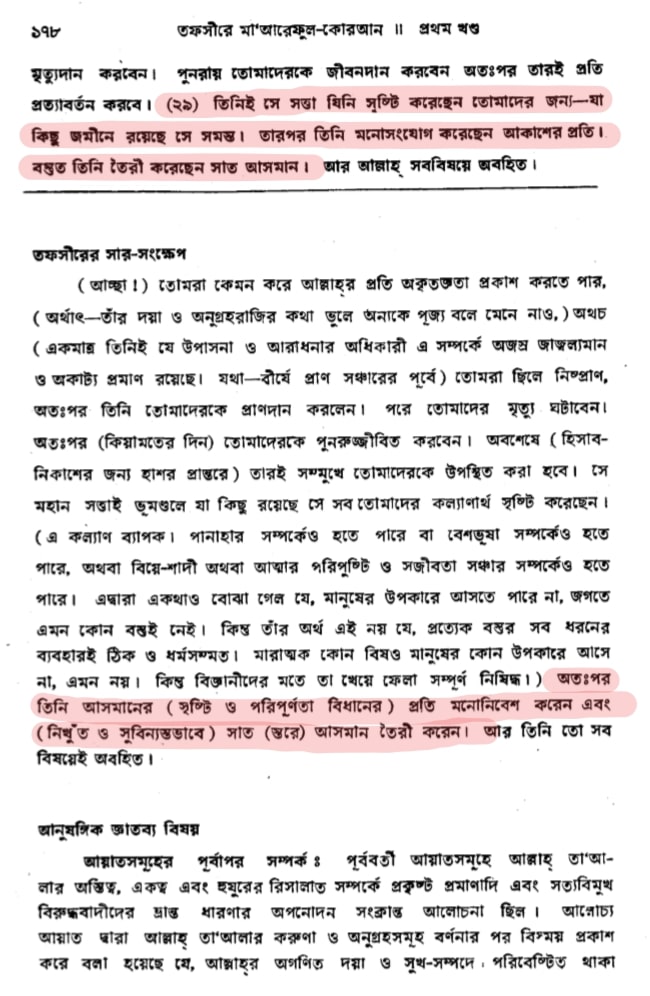 ১৭৮
তফসীরে মা'আরেফুল-কোরআন ॥ প্রথম খণ্ড
মৃত্যুদান করবেন। পুনরায় তোমাদেরকে জীবনদান করবেন অতঃপর তারই প্রতি
প্রত্যাবর্তন করবে। (২৯) তিনিই সে সত্তা যিনি সৃষ্টি করেছেন তোমাদের জন্য—যা
কিছু জমীনে রয়েছে সে সমস্ত। তারপর তিনি মনোসংযোগ করেছেন আকাশের প্রতি।
বস্তুত তিনি তৈরী করেছেন সাত আসমান। আর আল্লাহ্ সববিষয়ে অবহিত।
তফসীরের সার-সংক্ষেপ
(আচ্ছা!) তোমরা কেমন করে আল্লাহ্‌র প্রতি অকৃতজ্ঞতা প্রকাশ করতে পার,
(অর্থাৎ—তাঁর দয়া ও অনুগ্রহরাজির কথা ভুলে অন্যকে পূজ্য বলে মেনে নাও,) অথচ
(একমাত্র তিনিই যে উপাসনা ও আরাধনার অধিকারী এ সম্পর্কে অজস্র জাজ্বল্যমান
ও অকাট্য প্রমাণ রয়েছে। যথা—বীর্যে প্রাণ সঞ্চারের পূর্বে) তোমরা ছিলে নিষ্প্রাণ,
অতঃপর তিনি তোমাদেরকে প্রাণদান করলেন। পরে তোমাদের মৃত্যু ঘটাবেন।
অতঃপর (কিয়ামতের দিন) তোমাদেরকে পুনরুজ্জীবিত করবেন। অবশেষে (হিসাব-
নিকাশের জন্য হাশর প্রান্তরে) তারই সম্মুখে তোমাদেরকে উপস্থিত করা হবে। সে
মহান সত্তাই ভূমণ্ডলে যা কিছু রয়েছে সে সব তোমাদের কল্যাণার্থ সৃষ্টি করেছেন।
(এ কল্যাণ ব্যাপক। পানাহার সম্পর্কেও হতে পারে বা বেশভূষা সম্পর্কেও হতে
পারে, অথবা বিয়ে-শাদী অথবা আত্মার পরিপুষ্টি ও সজীবতা সঞ্চার সম্পর্কেও হতে
পারে। এদ্বারা একথাও বোঝা গেল যে, মানুষের উপকারে আসতে পারে না, জগতে
এমন কোন বস্তুই নেই। কিন্তু তাঁর অর্থ এই নয় যে, প্রত্যেক বস্তুর সব ধরনের
ব্যবহারই ঠিক ও ধর্মসম্মত। মারাত্মক কোন বিষও মানুষের কোন উপকারে আসে
না, এমন নয়। কিন্তু বিজ্ঞানীদের মতে তা খেয়ে ফেলা সম্পূর্ণ নিষিদ্ধ।) অতঃপর
তিনি আসমানের (সৃষ্টি ও পরিপূর্ণতা বিধানের) প্রতি মনোনিবেশ করেন এবং
(নিখুঁত ও সুবিন্যস্তভাবে) সাত (স্তরে) আসমান তৈরী করেন। আর তিনি তো সব
বিষয়েই অবহিত।
আনুষঙ্গিক জ্ঞাতব্য বিষয়
আয়াতসমূহের পূর্বাপর সম্পর্ক : পূর্ববর্তী আয়াতসমূহে আল্লাহ্ তা'আ-
লার অস্তিত্ব, একত্ব এবং হুযূরের রিসালাত সম্পর্কে প্রকৃষ্ট প্রমাণাদি এবং সত্যবিমুখ
বিরুদ্ধবাদীদের ভ্রান্ত ধারণার অপনোদন সংক্রান্ত আলোচনা ছিল। আলোচ্য
আয়াত দ্বারা আল্লাহ্ তা'আলার করুণা ও অনুগ্রহসমূহ বর্ণনার পর বিস্ময় প্রকাশ
করে বলা হয়েছে যে, আল্লাহ্‌র অগণিত দয়া ও সুখ-সম্পদে পরিবেষ্টিত থাকা